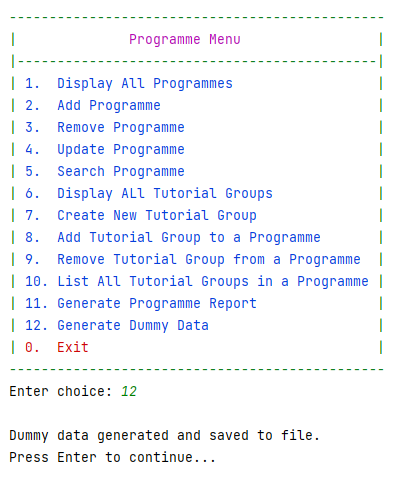 -----------------------------------------------
|              Programme Menu                 |
|---------------------------------------------|
| 1.  Display All Programmes                  |
| 2.  Add Programme                           |
| 3.  Remove Programme                        |
| 4.  Update Programme                        |
| 5.  Search Programme                        |
| 6.  Display ALl Tutorial Groups             |
| 7.  Create New Tutorial Group               |
| 8.  Add Tutorial Group to a Programme       |
| 9.  Remove Tutorial Group from a Programme  |
| 10. List All Tutorial Groups in a Programme |
| 11. Generate Programme Report               |
| 12. Generate Dummy Data                     |
| 0.  Exit                                    |
-----------------------------------------------
Enter choice: 12

Dummy data generated and saved to file.
Press Enter to continue...